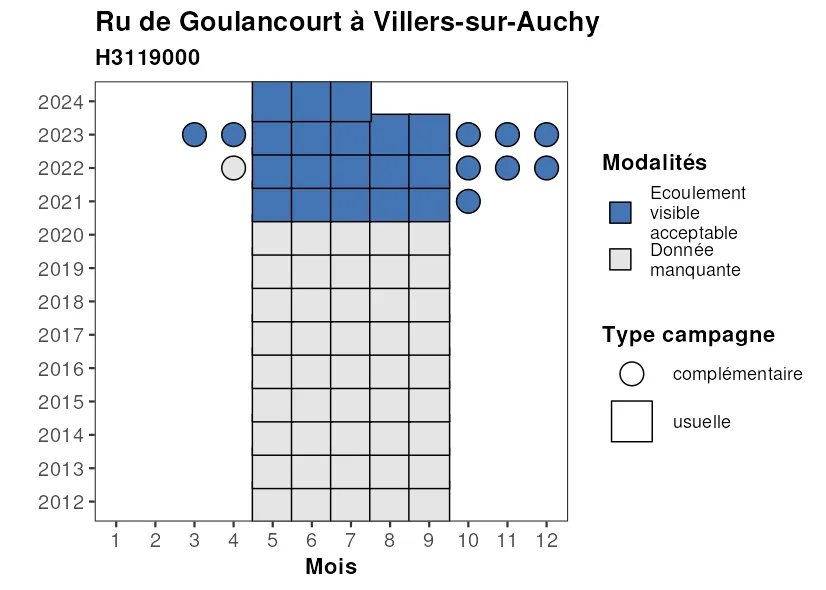 Ru de Goulancourt à Villers-sur-Auchy
H3119000
2024
2023
2022
2021
2020
2019
2018
2017
2016
2015
2014
2013
2012
1 2 3 4 5 6 7 8 9 10 11 12
Mois
Modalités
Ecoulement
visible
acceptable
Donnée
manquante
Type campagne
complémentaire
usuelle